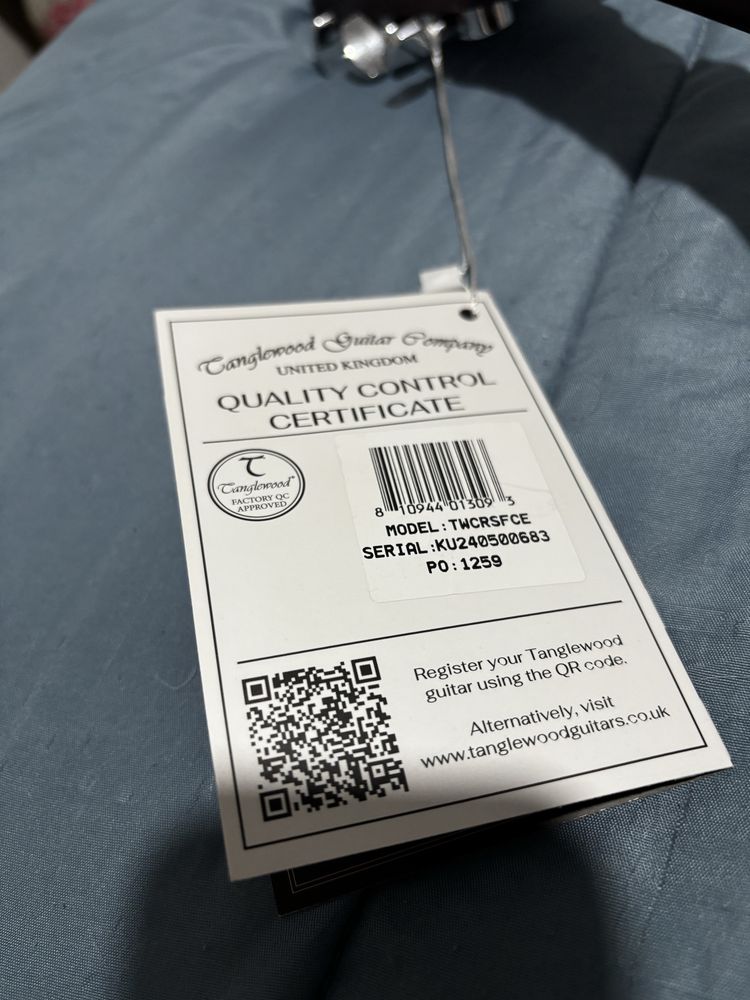 Tanglewood Guitar Company
UNITED KINGDOM
QUALITY CONTROL
CERTIFICATE
T
Tanglewood
FACTORY QC
APPROVED
8 10944 01309 3
MODEL:TWCRSFCE
SERIAL:KU240500683
PO:1259
Register your Tanglewood
guitar using the QR code.
Alternatively, visit
www.tanglewoodguitars.co.uk